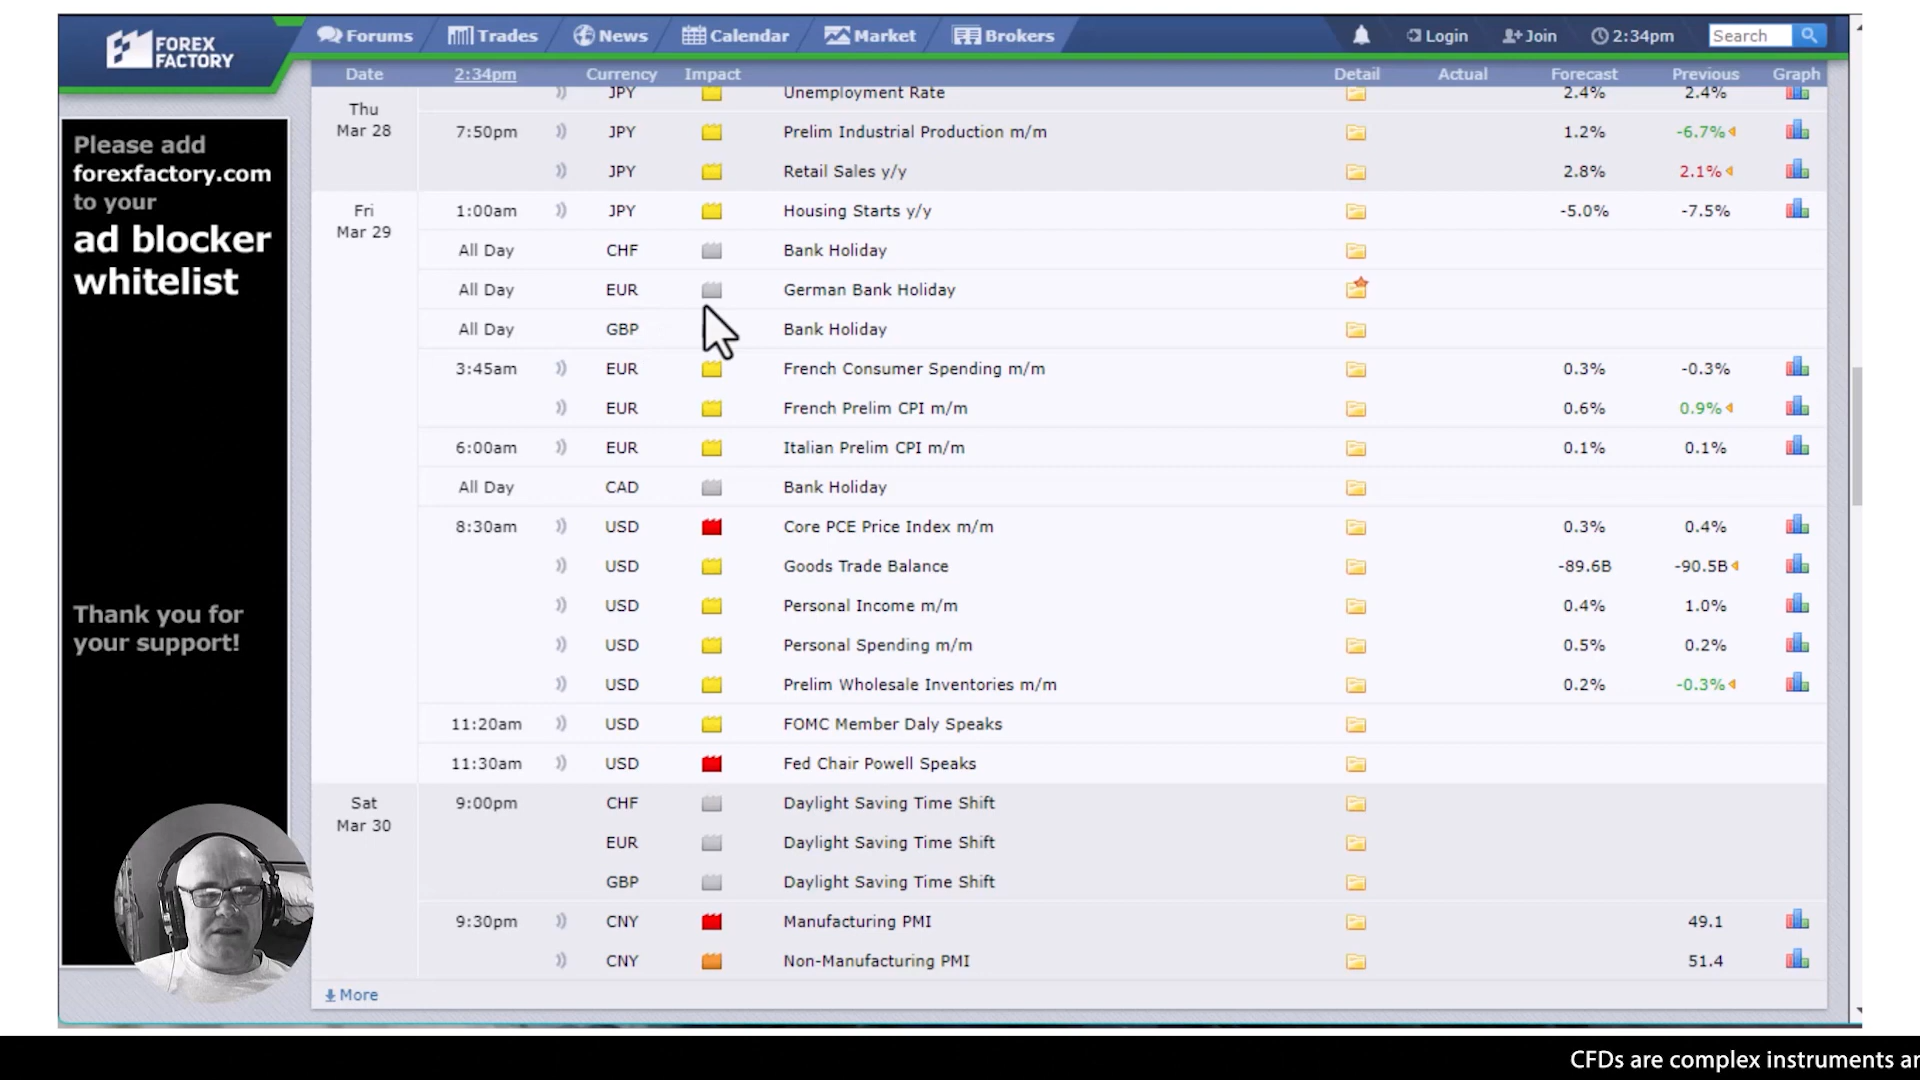 FOREX
FACTORY
Forums
Trades
News
Calendar
Market
Brokers
Login
Join
2:34pm
Search
Date 2:34pm Currency Impact Detail Actual Forecast Previous Graph
JPY Unemployment Rate 2.4% 2.4%
Thu
Mar 28
7:50pm JPY Prelim Industrial Production m/m 1.2% -6.7%
JPY Retail Sales y/y 2.8% 2.1%
Fri
Mar 29
1:00am JPY Housing Starts y/y -5.0% -7.5%
All Day CHF Bank Holiday
All Day EUR German Bank Holiday
All Day GBP Bank Holiday
3:45am EUR French Consumer Spending m/m 0.3% -0.3%
EUR French Prelim CPI m/m 0.6% 0.9%
6:00am EUR Italian Prelim CPI m/m 0.1% 0.1%
All Day CAD Bank Holiday
8:30am USD Core PCE Price Index m/m 0.3% 0.4%
USD Goods Trade Balance -89.6B -90.5B
USD Personal Income m/m 0.4% 1.0%
USD Personal Spending m/m 0.5% 0.2%
USD Prelim Wholesale Inventories m/m 0.2% -0.3%
11:20am USD FOMC Member Daly Speaks
11:30am USD Fed Chair Powell Speaks
Sat
Mar 30
9:00pm CHF Daylight Saving Time Shift
EUR Daylight Saving Time Shift
GBP Daylight Saving Time Shift
9:30pm CNY Manufacturing PMI 49.1
CNY Non-Manufacturing PMI 51.4
More
Please add
forexfactory.com
to your
ad blocker
whitelist
Thank you for
your support!
CFDs are complex instruments